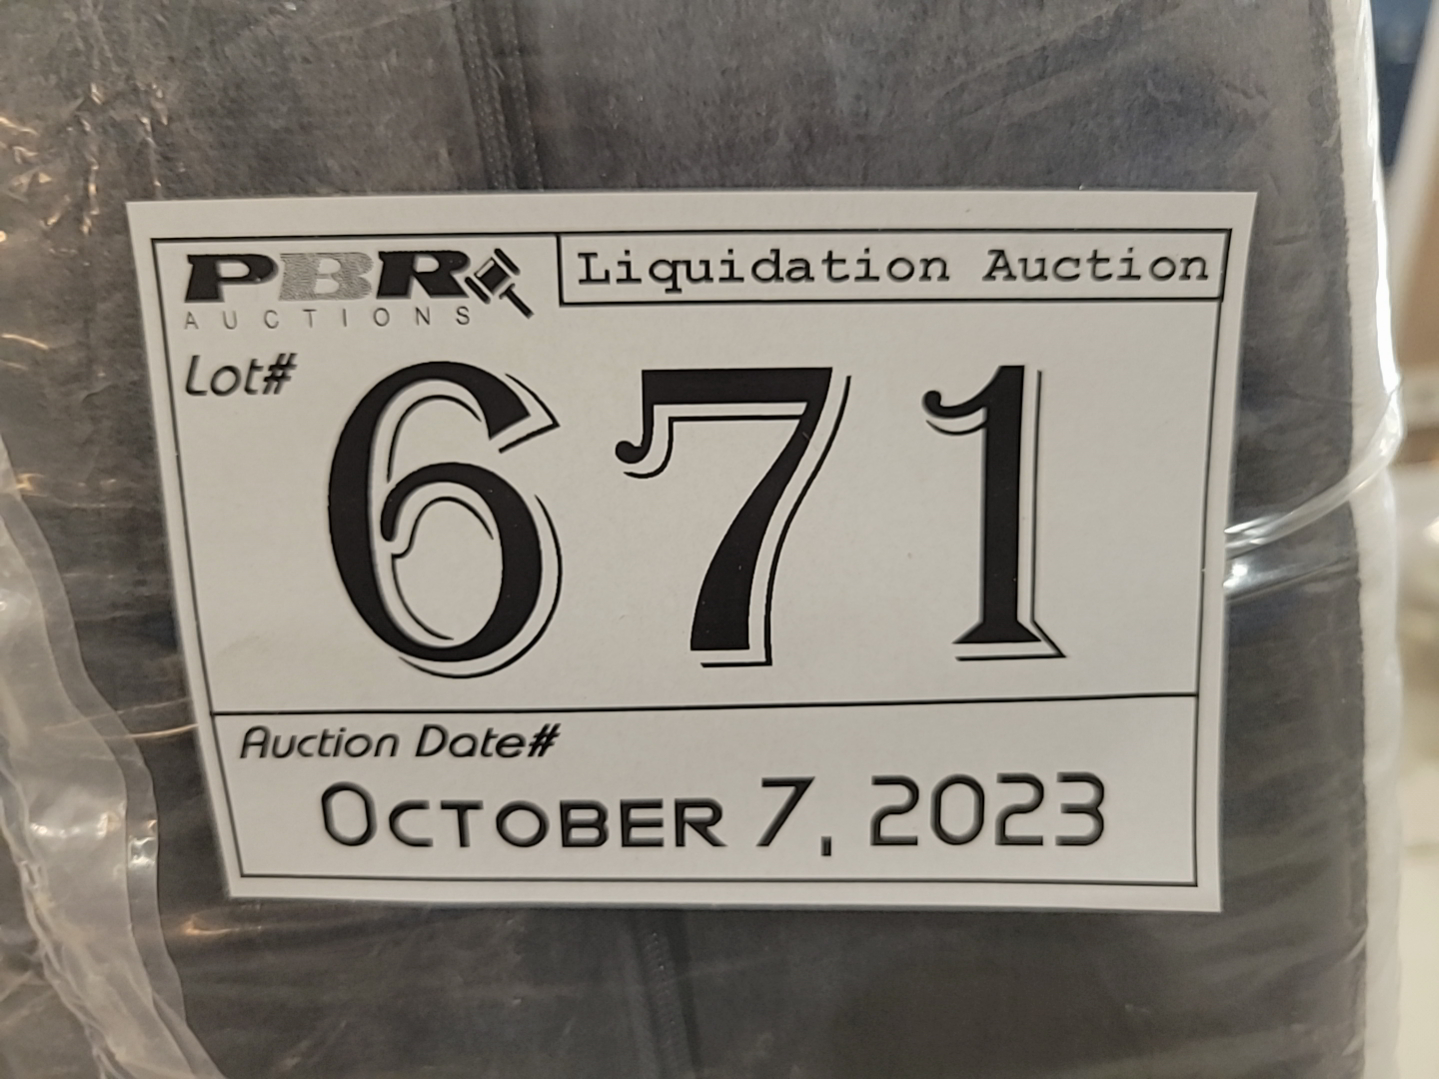 PBR
AUCTIONS
Liquidation Auction
Lot#
671
Auction Date#
OCTOBER 7, 2023